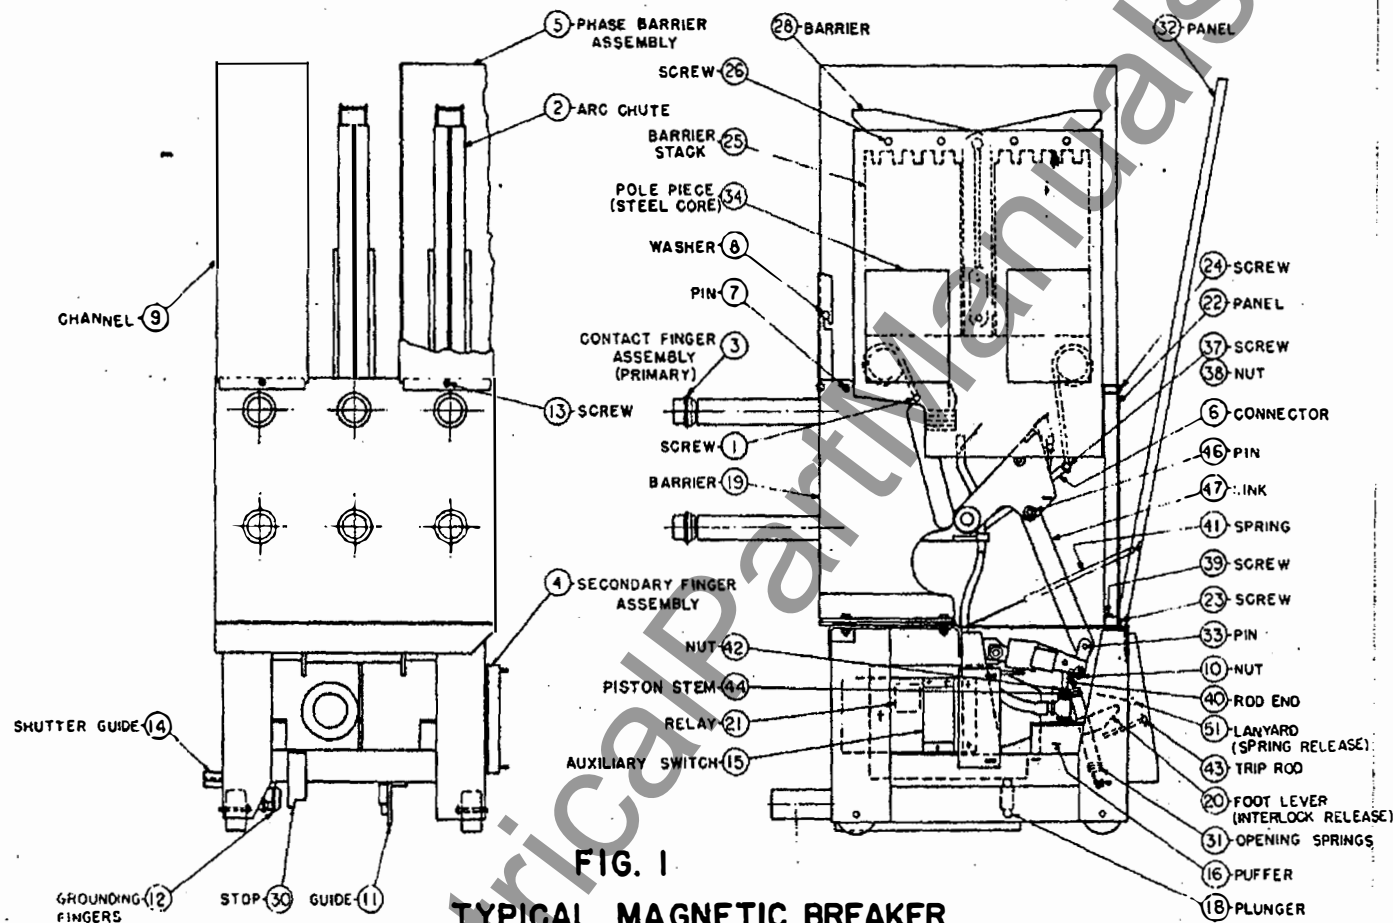 5 PHASE BARRIER
ASSEMBLY
2 ARC CHUTE
CHANNEL 9
13 SCREW
4 SECONDARY FINGER
ASSEMBLY
SHUTTER GUIDE 14
GROUNDING 12
FINGERS
STOP 30
GUIDE 11
28 BARRIER
SCREW 26
BARRIER
STACK 25
POLE PIECE
(STEEL CORE) 34
WASHER 8
PIN 7
CONTACT FINGER
ASSEMBLY 3
(PRIMARY)
SCREW 1
BARRIER 19
NUT 42
PISTON STEM 44
RELAY 21
AUXILIARY SWITCH 15
32 PANEL
24 SCREW
22 PANEL
37 SCREW
38 NUT
6 CONNECTOR
46 PIN
47 LINK
41 SPRING
39 SCREW
23 SCREW
33 PIN
10 NUT
40 ROD END
51 LANYARD
(SPRING RELEASE)
43 TRIP ROD
20 FOOT LEVER
(INTERLOCK RELEASE)
31 OPENING SPRINGS
16 PUFFER
18 PLUNGER
FIG. 1
TYPICAL MAGNETIC BREAKER
ricalPartManuals